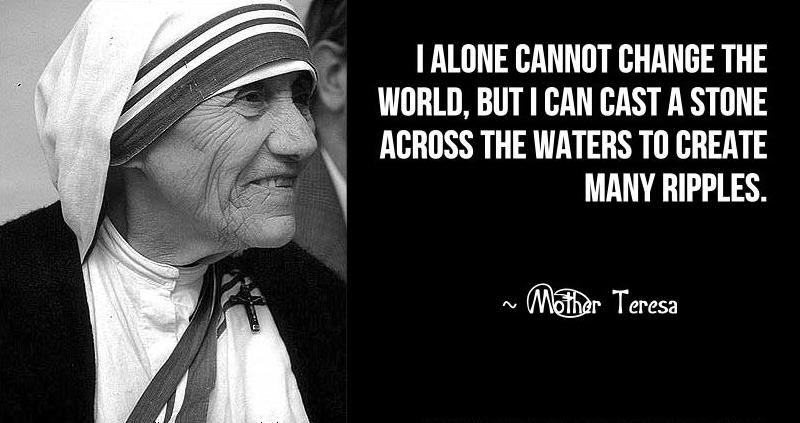 I ALONE CANNOT CHANGE THE
WORLD, BUT I CAN CAST A STONE
ACROSS THE WATERS TO CREATE
MANY RIPPLES.
~ Mother Teresa